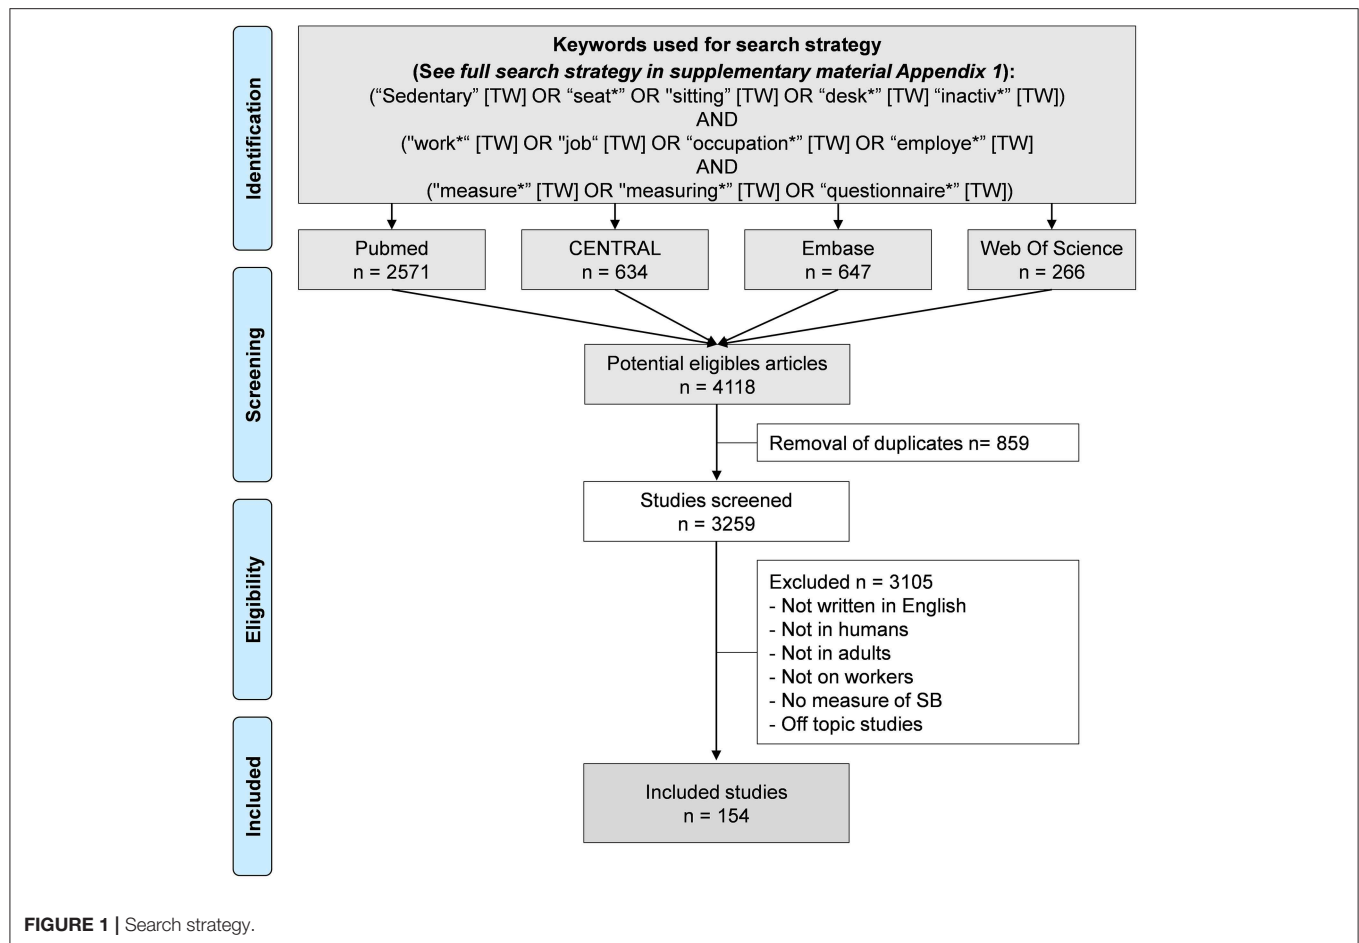 Identification
Keywords used for search strategy
(See full search strategy in supplementary material Appendix 1):
(“Sedentary” [TW] OR “seat*” OR "sitting” [TW] OR “desk*” [TW] “inactiv*” [TW])
AND
("work*“ [TW] OR "job“ [TW] OR “occupation*” [TW] OR “employe*” [TW]
AND
("measure*” [TW] OR "measuring*” [TW] OR “questionnaire*” [TW])
Pubmed
n = 2571
CENTRAL
n = 634
Embase
n = 647
Web Of Science
n = 266
Screening
Potential eligibles articles
n = 4118
Removal of duplicates n= 859
Studies screened
n = 3259
Eligibility
Excluded n = 3105
- Not written in English
- Not in humans
- Not in adults
- Not on workers
- No measure of SB
- Off topic studies
Included
Included studies
n = 154
FIGURE 1 | Search strategy.